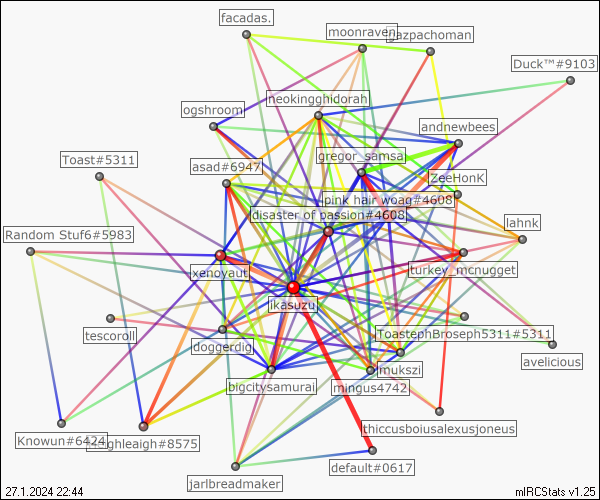 facadas.
moonraven
gazpachoman
Duck™#9103
neokingghidorah
ogshroom
andnewbees
gregor_samsa
Toast#5311
asad#6947
ZeeHonK
pink hair woag#4608
disaster of passion#4608
lahnk
Random Stuf6#5983
xenoyaut
turkey_mcnugget
ikasuzu
tescoroll
ToastephBroseph5311#5311
doggerdig
avelicious
mukszi
bigcitysamurai
mingus4742
thiccusboiusalexusjoneus
Knowun#6424
#8575
default#0617
jarlbreadmaker
27.1.2024 22:44
mIRCStats v1.25